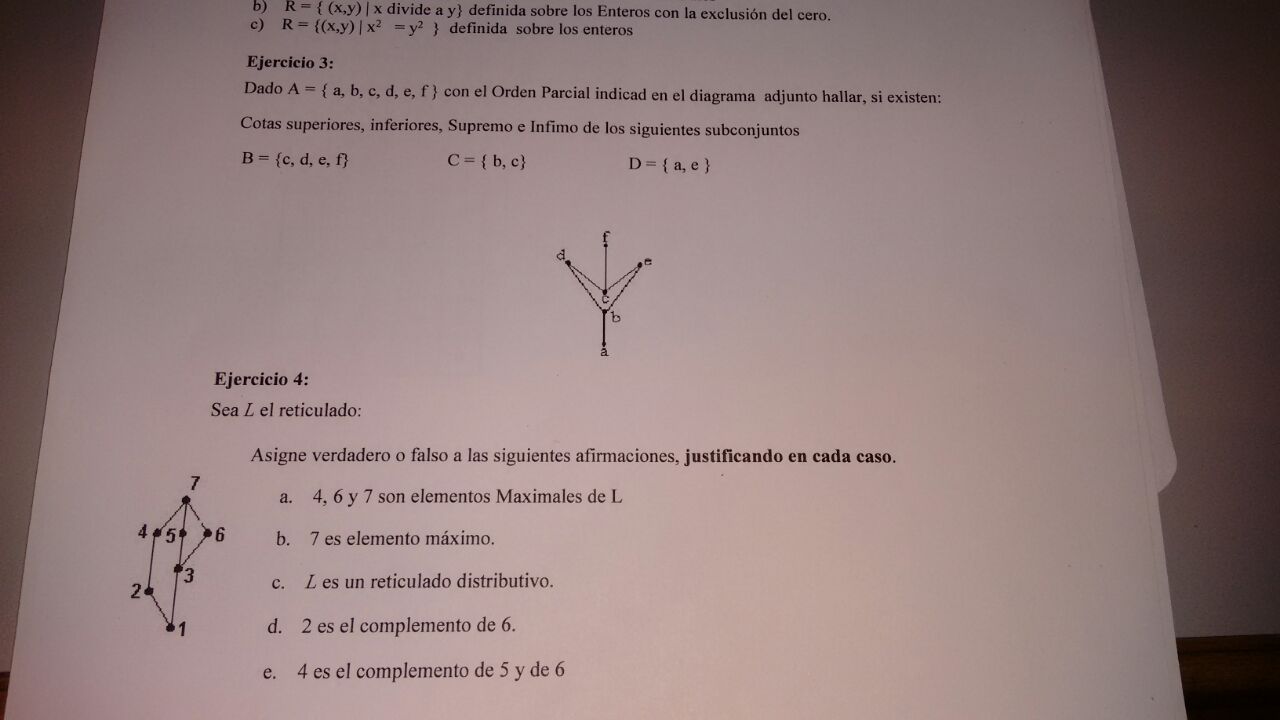 b) R = { (x,y) | x divide a y} definida sobre los Enteros con la exclusión del cero.
c) R = {(x,y) | x² = y² } definida sobre los enteros
Ejercicio 3:
Dado A = { a, b, c, d, e, f } con el Orden Parcial indicad en el diagrama adjunto hallar, si existen:
Cotas superiores, inferiores, Supremo e Infimo de los siguientes subconjuntos
B = {c, d, e, f} C = { b, c} D = { a, e }
f
d e
c
b
a
Ejercicio 4:
Sea L el reticulado:
Asigne verdadero o falso a las siguientes afirmaciones, justificando en cada caso.
7
a. 4, 6 y 7 son elementos Maximales de L
4 5 6
b. 7 es elemento máximo.
3
c. L es un reticulado distributivo.
2
1
d. 2 es el complemento de 6.
e. 4 es el complemento de 5 y de 6